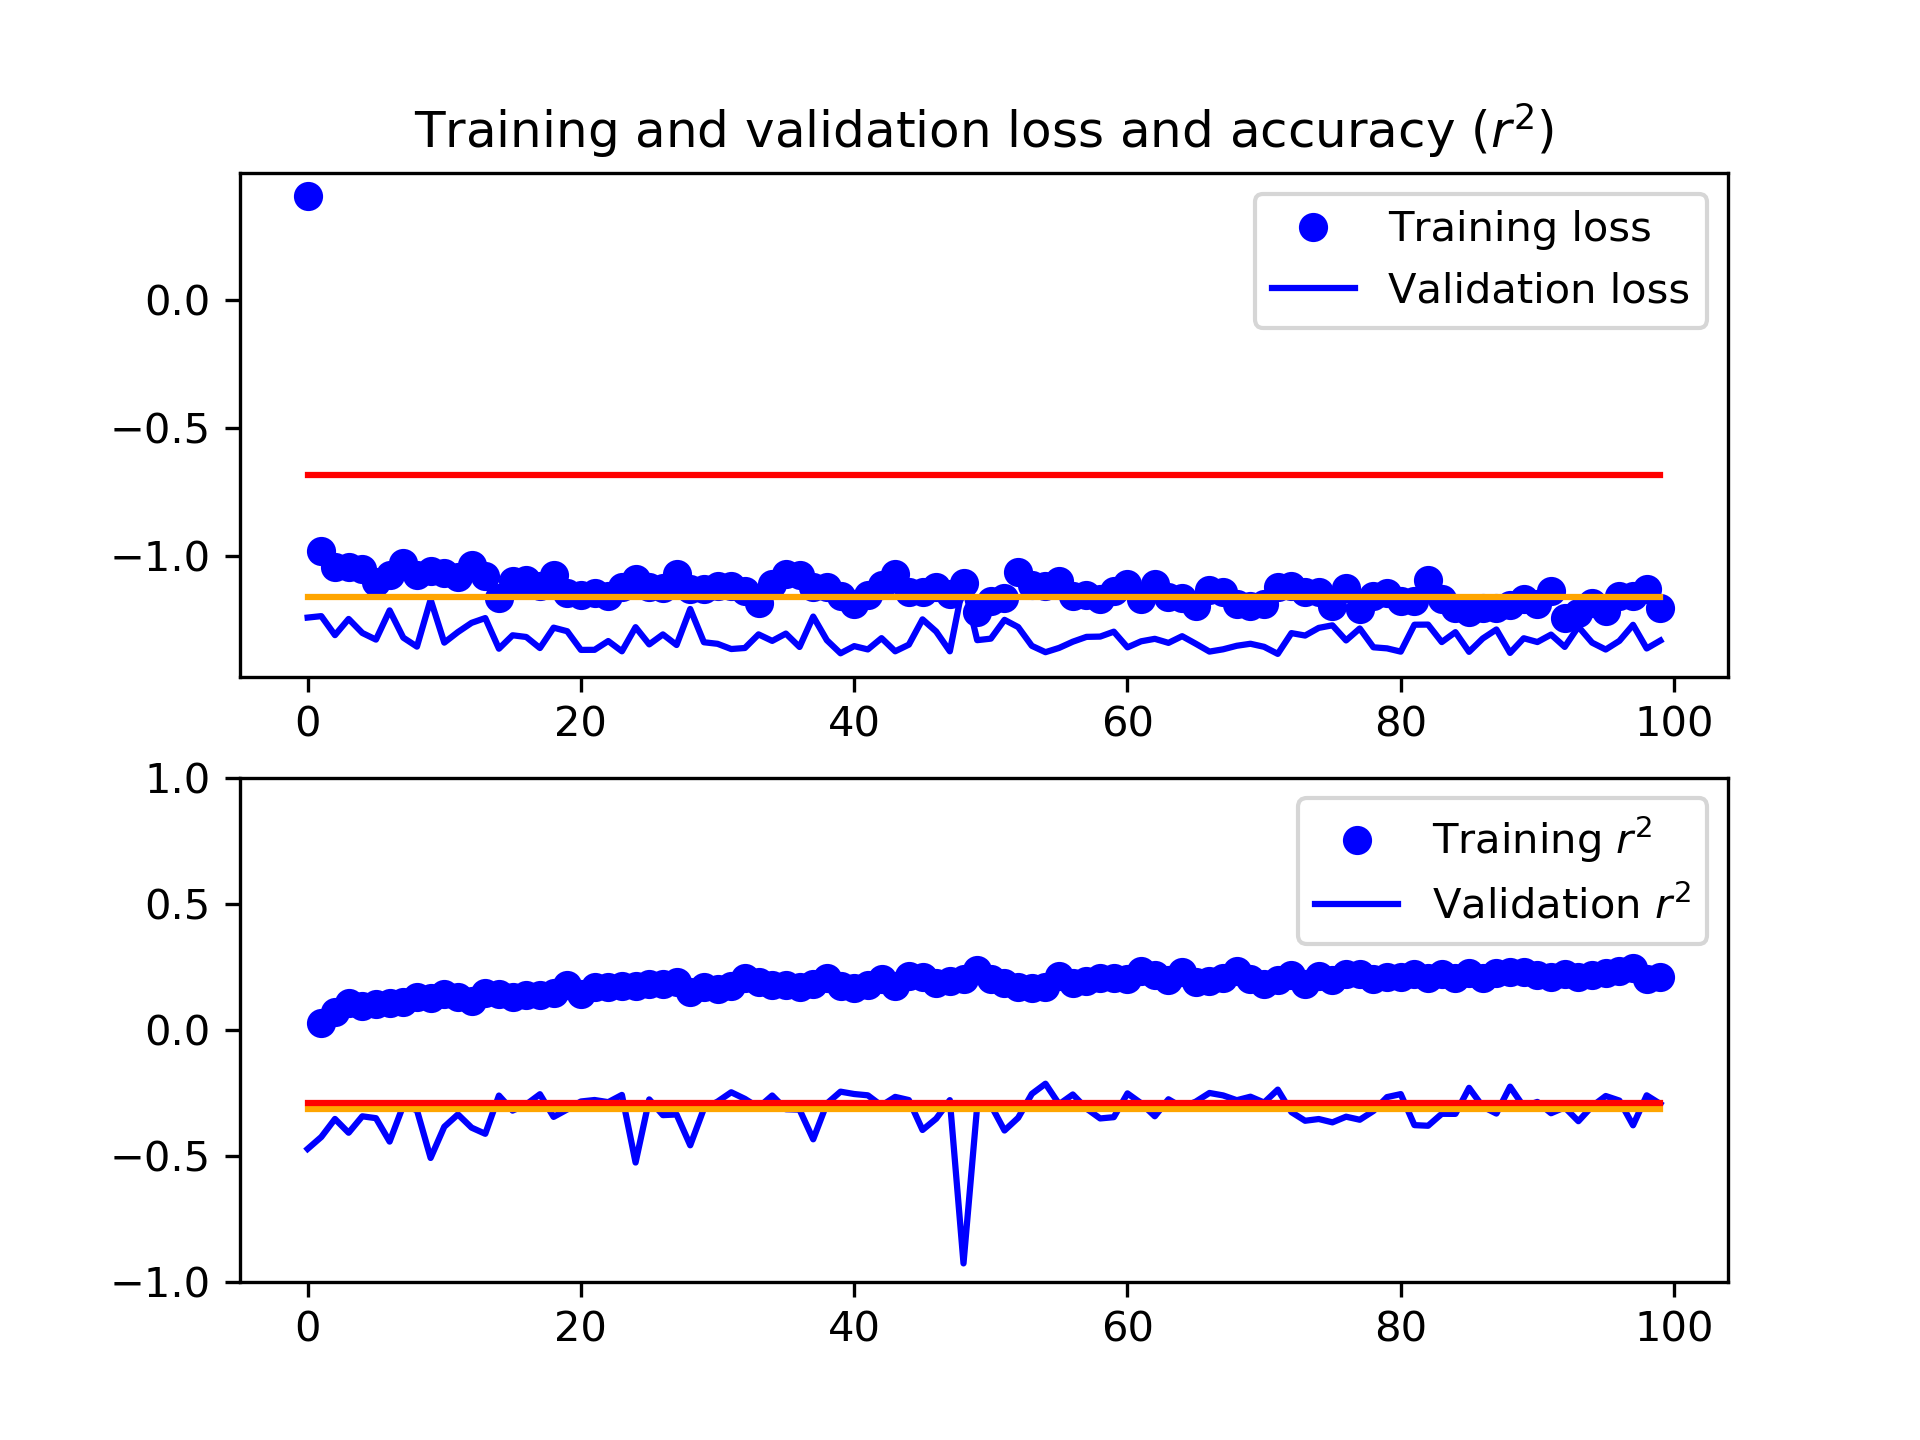 Training and validation loss and accuracy (r²)
Training loss
Validation loss
0.0
−0.5
−1.0
0 20 40 60 80 100
1.0
Training r²
0.5
Validation r²
0.0
−0.5
−1.0
0 20 40 60 80 100